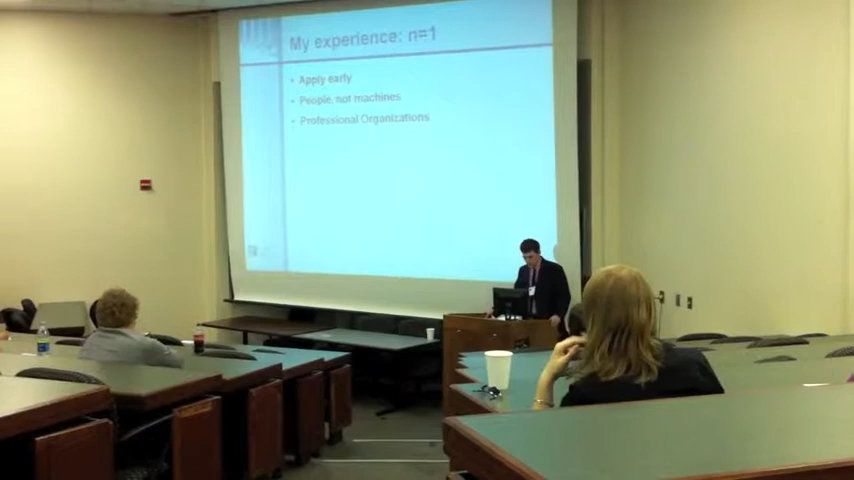 My experience: n=1
• Apply early
• People, not machines
• Professional Organizations